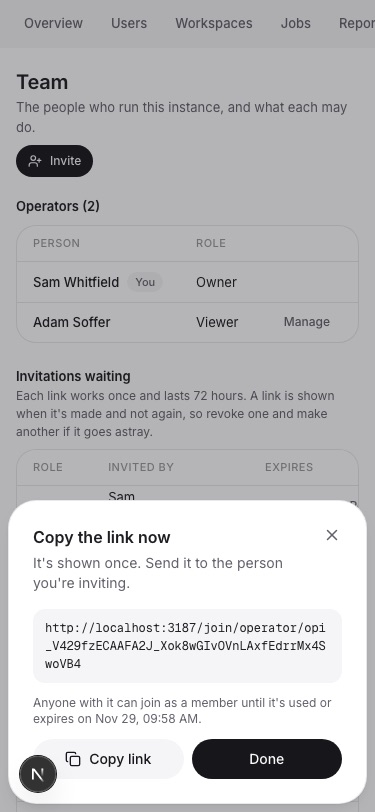 Overview Users Workspaces Jobs Repor
Team
The people who run this instance, and what each may
do.
Invite
Operators (2)
PERSON ROLE
Sam Whitfield You Owner
Adam Soffer Viewer Manage
Invitations waiting
Each link works once and lasts 72 hours. A link is shown
when it's made and not again, so revoke one and make
another if it goes astray.
ROLE INVITED BY EXPIRES
Sam
Copy the link now
It's shown once. Send it to the person
you're inviting.
http://localhost:3187/join/operator/opi
_V429fzECAAFA2J_Xok8wGIvOVnLAxfEdrrMx4S
woVB4
Anyone with it can join as a member until it's used or
expires on Nov 29, 09:58 AM.
N Copy link Done